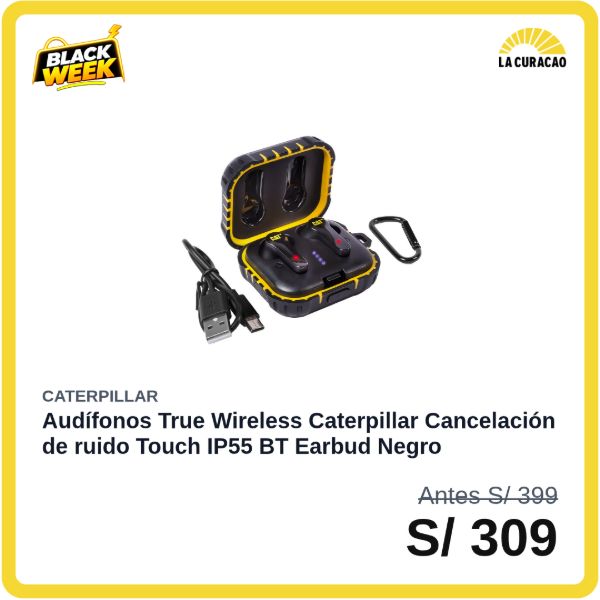 BLACK
WEEK
LA CURACAO
CAT
CATERPILLAR
Audífonos True Wireless Caterpillar Cancelación
de ruido Touch IP55 BT Earbud Negro
Antes S/ 399
S/ 309